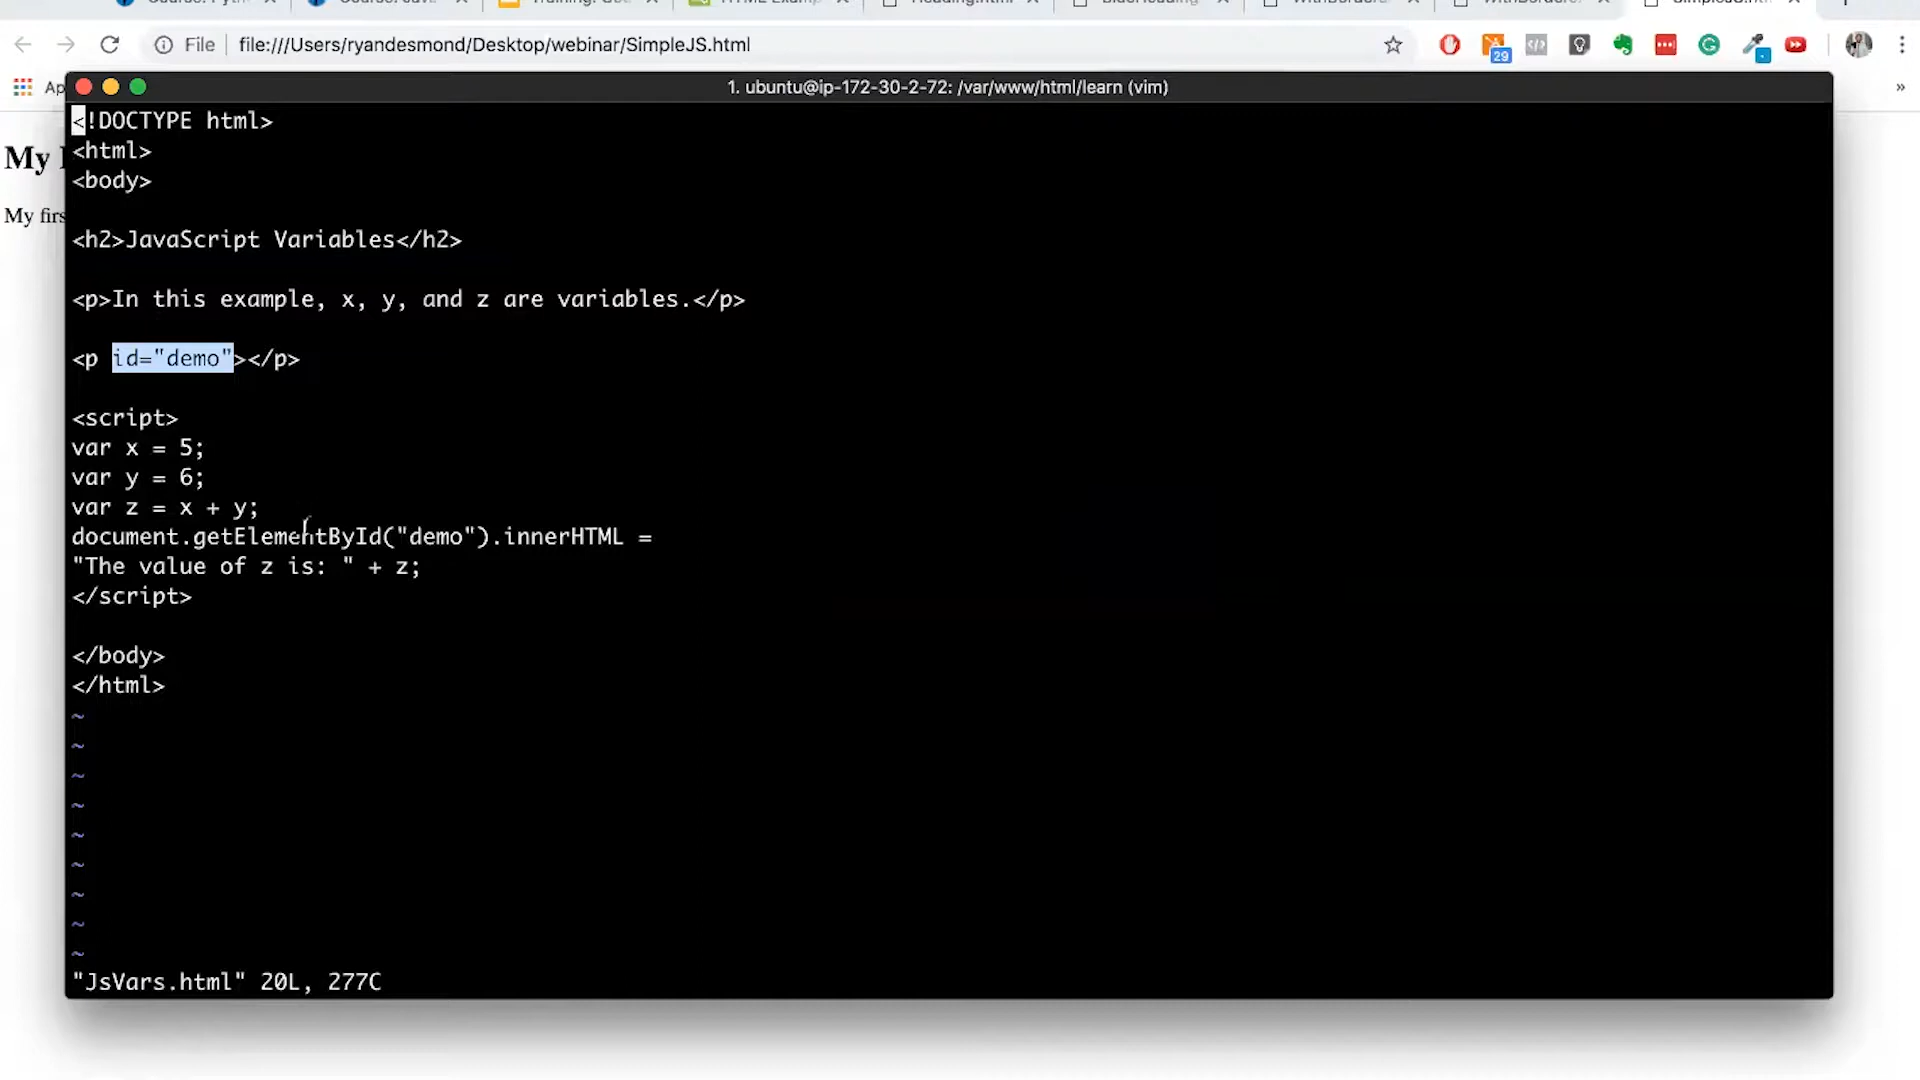 File file:///Users/ryandesmond/Desktop/webinar/SimpleJS.html
29
Ap
1. ubuntu@ip-172-30-2-72: /var/www/html/learn (vim)
»
My
My firs
<!DOCTYPE html>
<html>
<body>
<h2>JavaScript Variables</h2>
<p>In this example, x, y, and z are variables.</p>
<p id="demo"></p>
<script>
var x = 5;
var y = 6;
var z = x + y;
document.getElementById("demo").innerHTML =
"The value of z is: " + z;
</script>
</body>
</html>
~
~
~
~
~
~
~
~
~
"JsVars.html" 20L, 277C